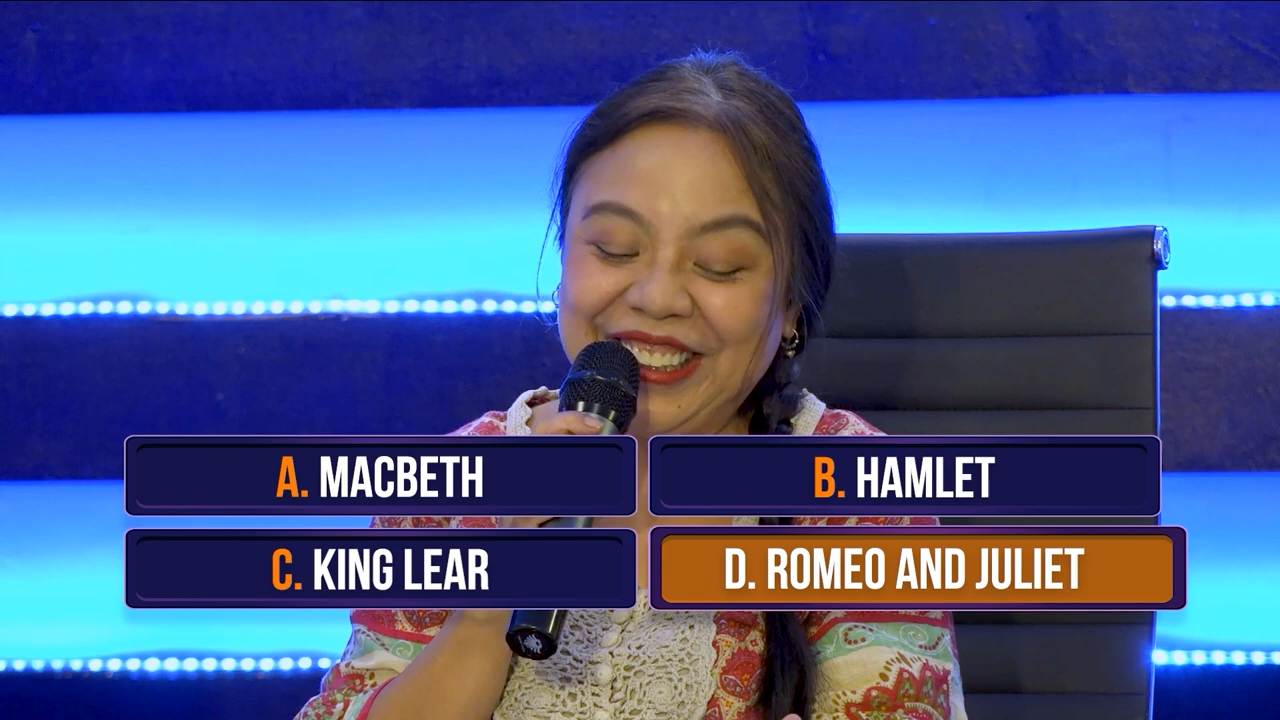 A. MACBETH
B. HAMLET
C. KING LEAR
D. ROMEO AND JULIET